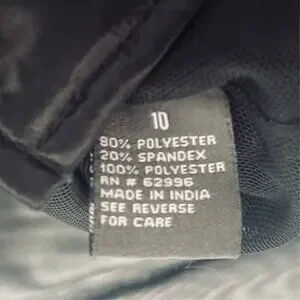 10
80% POLYESTER
20% SPANDEX
100% POLYESTER
RN # 62996
MADE IN INDIA
SEE REVERSE
FOR CARE